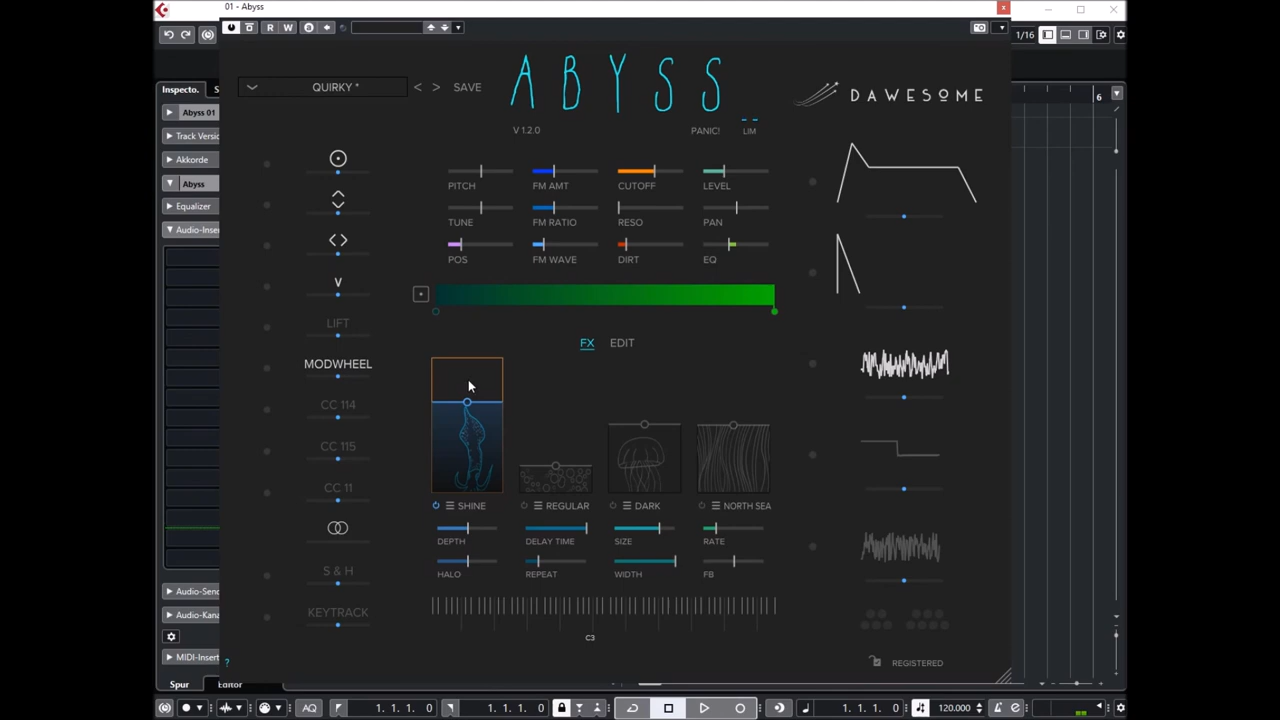 01 - Abyss
R W
1/16
Inspecto. S
QUIRKY *
< > SAVE
ABYSS
DAWESOME
6
Abyss 01
V 1.2.0
PANIC!
LIM
Track Versio
Akkorde
Abyss
Equalizer
Audio-Inser
PITCH
FM AMT
CUTOFF
LEVEL
TUNE
FM RATIO
RESO
PAN
POS
FM WAVE
DIRT
EQ
V
LIFT
MODWHEEL
CC 114
CC 115
CC 11
S & H
KEYTRACK
FX EDIT
SHINE
REGULAR
DARK
NORTH SEA
DEPTH
DELAY TIME
SIZE
RATE
HALO
REPEAT
WIDTH
FB
C3
Audio-Send
Audio-Kana
MIDI-Insert
?
REGISTERED
Spur Editor
AQ
1. 1. 1. 0
1. 1. 1. 0
1. 1. 1. 0
120.000